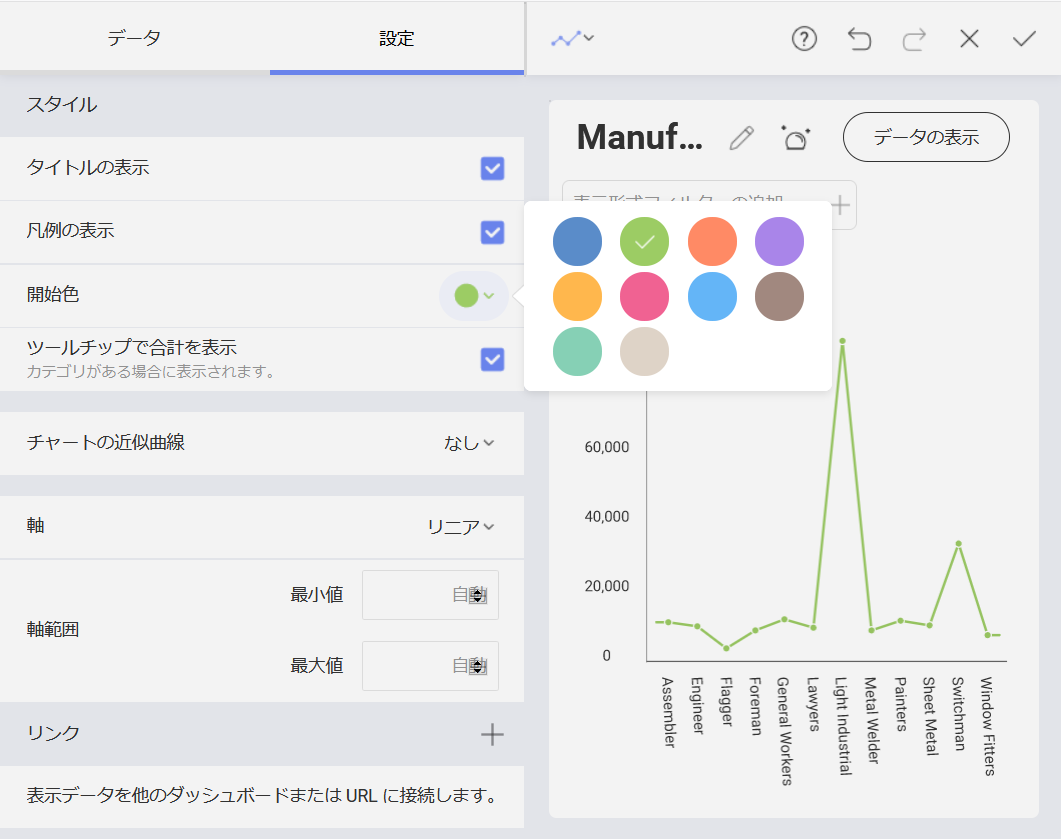 データ
設定
スタイル
タイトルの表示
凡例の表示
開始色
ツールチップで合計を表示
カテゴリがある場合に表示されます。
チャートの近似曲線
なし
軸
リニア
軸範囲
最小値
自動
最大値
自動
リンク
表示データを他のダッシュボードまたは URL に接続します。
Manuf...
データの表示
60,000
40,000
20,000
0
Assembler
Engineer
Flagger
Foreman
General Workers
Lawyers
Light Industrial
Metal Welder
Painters
Sheet Metal
Switchman
Window Fitters